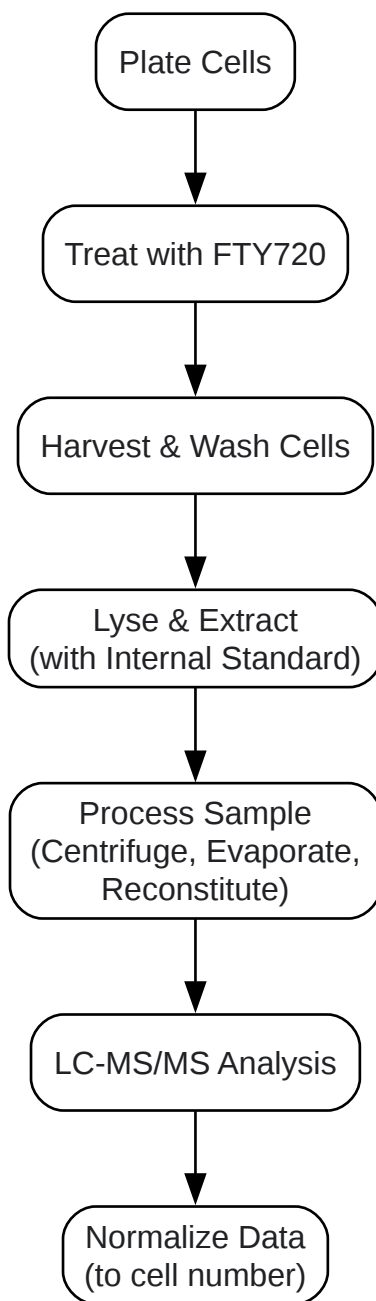 Plate Cells
Treat with FTY720
Harvest & Wash Cells
Lyse & Extract
(with Internal Standard)
Process Sample
(Centrifuge, Evaporate,
Reconstitute)
LC-MS/MS Analysis
Normalize Data
(to cell number)